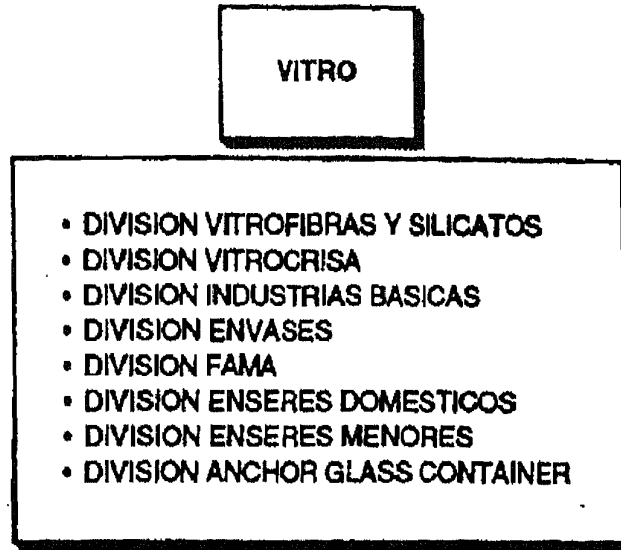 VITRO
• DIVISION VITROFIBRAS Y SILICATOS
• DIVISION VITROCRISA
• DIVISION INDUSTRIAS BASICAS
• DIVISION ENVASES
• DIVISION FAMA
• DIVISION ENSERES DOMESTICOS
• DIVISION ENSERES MENORES
• DIVISION ANCHOR GLASS CONTAINER